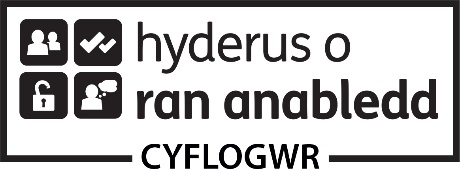 hyderus o
ran anabledd
CYFLOGWR